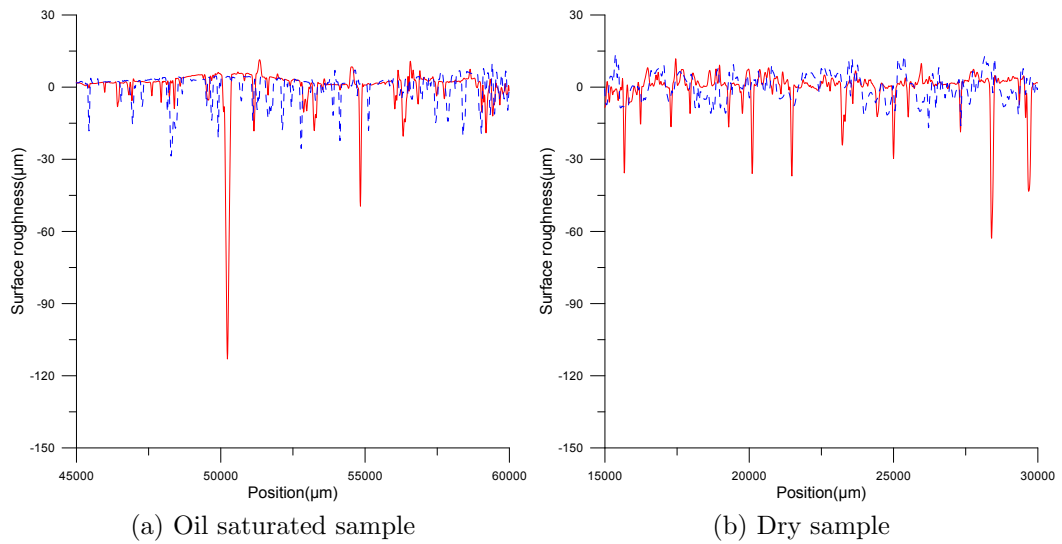 30
0
-30
-60
-90
-120
-150
Surface roughness(µm)
45000 50000 55000 60000
Position(µm)
(a) Oil saturated sample
30
0
-30
-60
-90
-120
-150
Surface roughness(µm)
15000 20000 25000 30000
Position(µm)
(b) Dry sample